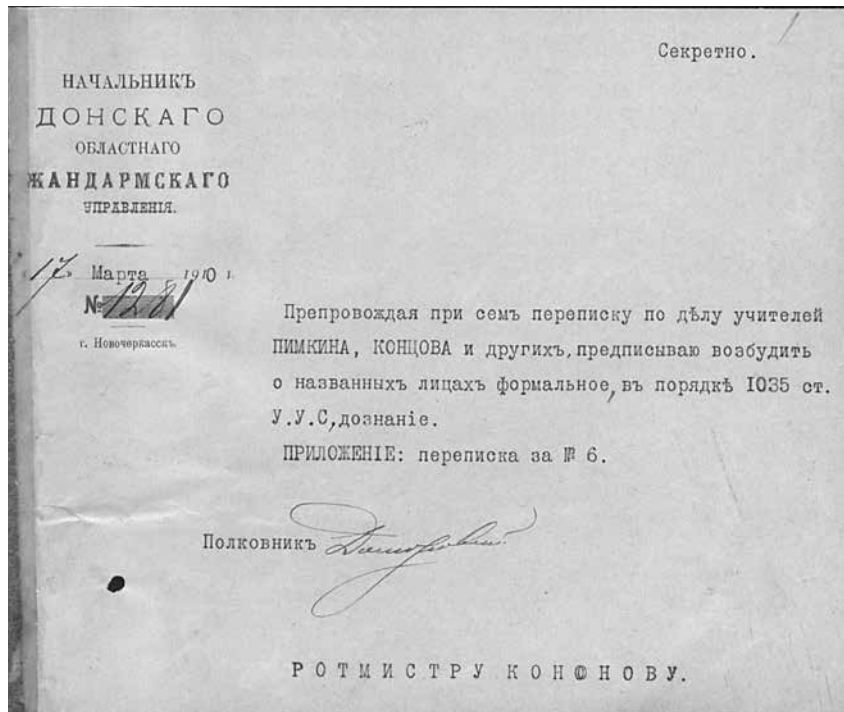 1
Секретно.
НАЧАЛЬНИКЪ
ДОНСКАГО
ОБЛАСТНАГО
ЖАНДАРМСКАГО
УПРАВЛЕНІЯ.
„17” Марта 1910 г.
№ 1281
г. Новочеркасскъ.
Препровождая при семъ переписку по дѣлу учителей
ПИМКИНА, КОНЦОВА и другихъ, предписываю возбудить
о названныхъ лицахъ формальное, въ порядкѣ 1035 ст.
У.У.С, дознаніе.
ПРИЛОЖЕНІЕ: переписка за № 6.
Полковникъ
РОТМИСТРУ КОНОНОВУ.